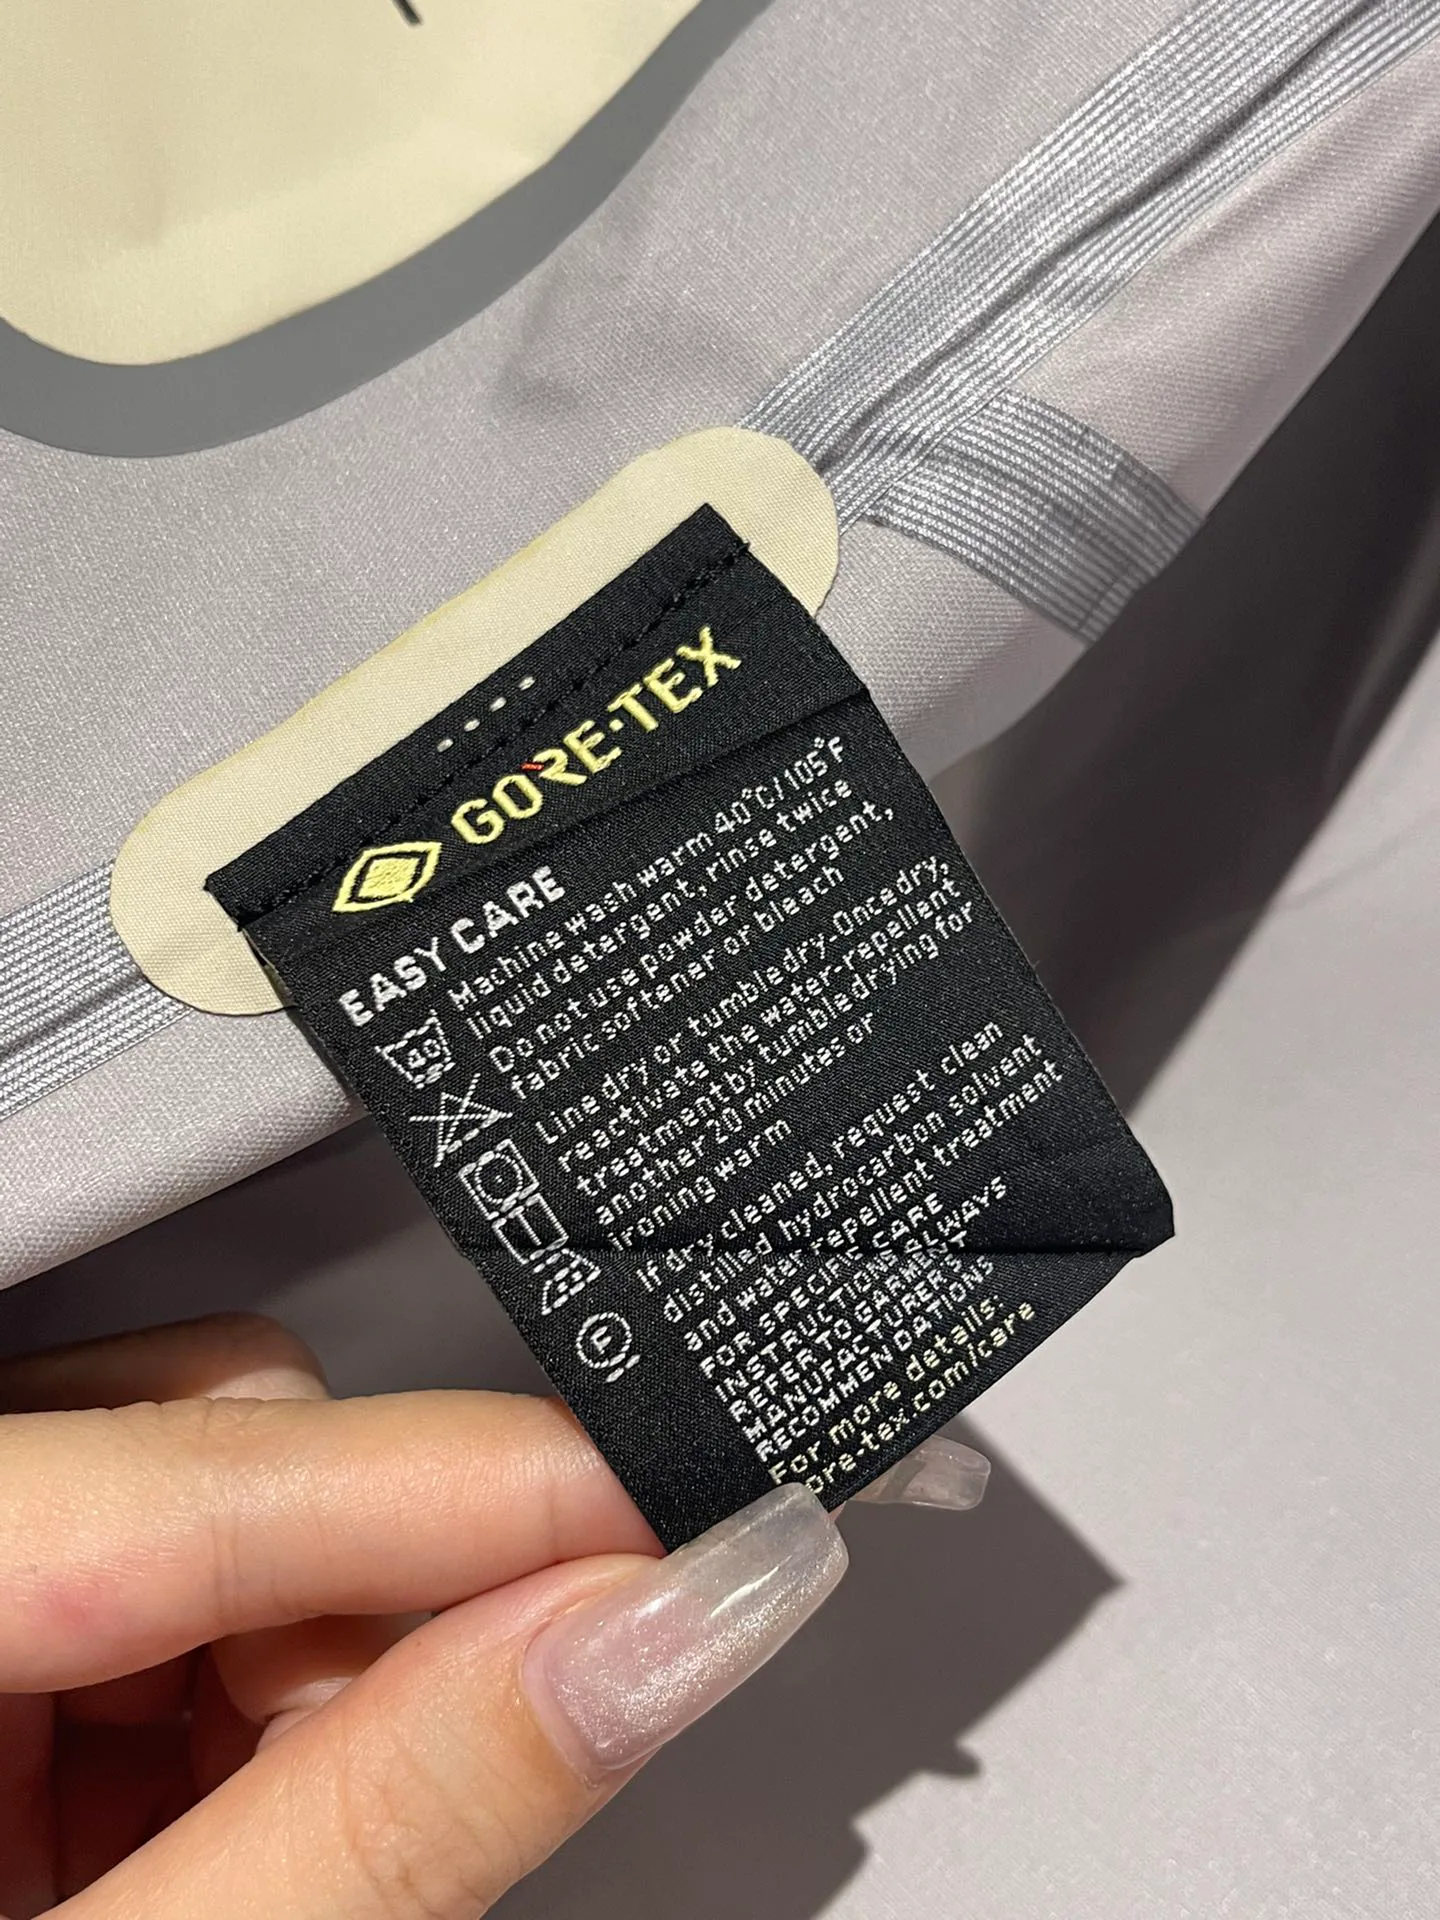 GORE-TEX
EASY CARE
Machine wash warm 40°C/105°F
liquid detergent, rinse twice
Do not use powder detergent,
fabric softener or bleach
Line dry or tumble dry-Once dry,
reactivate the water-repellent
treatment by tumble drying for
another 20 minutes or
ironing warm
If dry cleaned, request clean
distilled hydrocarbon solvent
and water repellent treatment
FOR SPECIFIC CARE
INSTRUCTIONS ALWAYS
REFER TO GARMENT
MANUFACTURER'S
RECOMMENDATIONS
For more details:
ore-tex.com/care
40
F